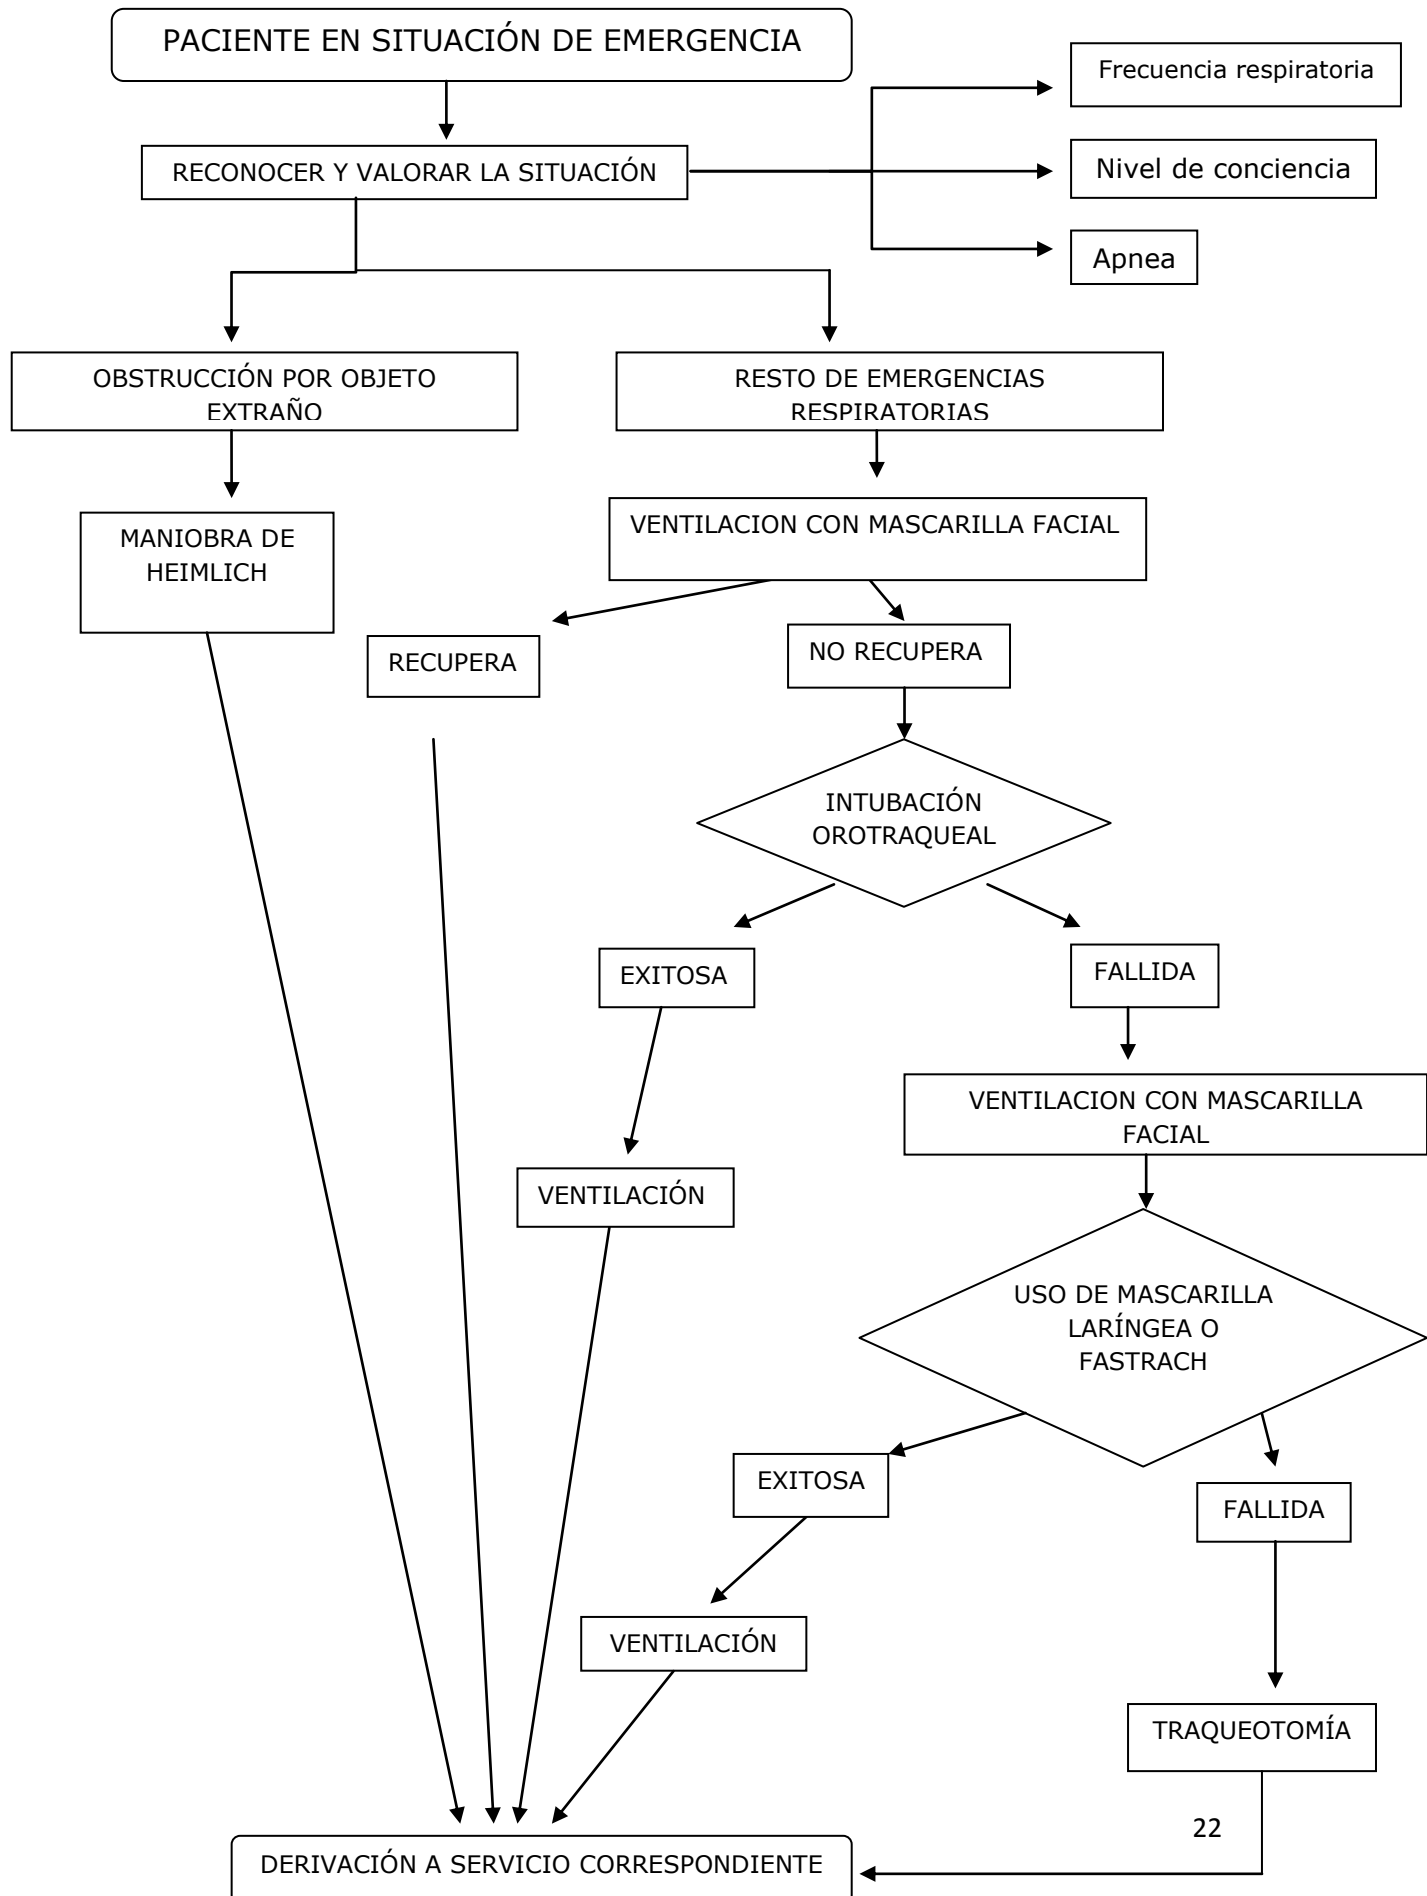 PACIENTE EN SITUACIÓN DE EMERGENCIA
Frecuencia respiratoria
RECONOCER Y VALORAR LA SITUACIÓN
Nivel de conciencia
Apnea
OBSTRUCCIÓN POR OBJETO
EXTRAÑO
RESTO DE EMERGENCIAS
RESPIRATORIAS
MANIOBRA DE
HEIMLICH
VENTILACION CON MASCARILLA FACIAL
RECUPERA
NO RECUPERA
INTUBACIÓN
OROTRAQUEAL
EXITOSA
FALLIDA
VENTILACION CON MASCARILLA
FACIAL
VENTILACIÓN
USO DE MASCARILLA
LARÍNGEA O
FASTRACH
EXITOSA
FALLIDA
VENTILACIÓN
TRAQUEOTOMÍA
22
DERIVACIÓN A SERVICIO CORRESPONDIENTE